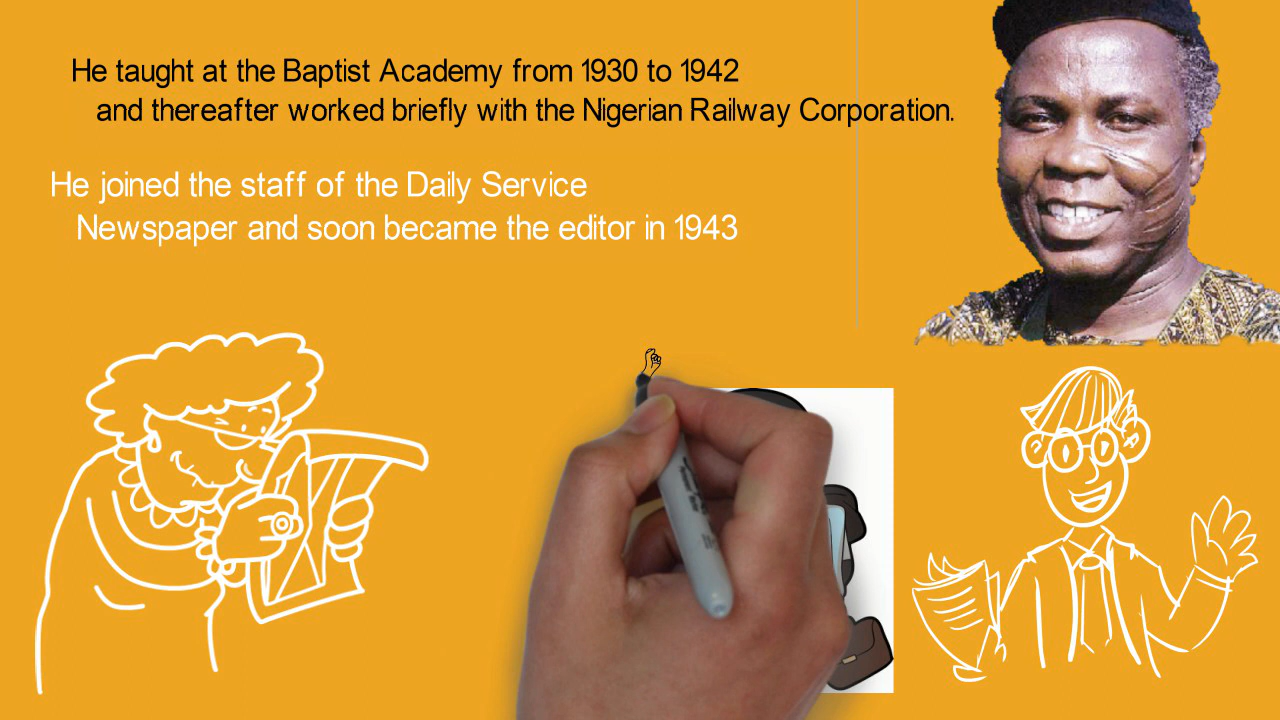 He taught at the Baptist Academy from 1930 to 1942
and thereafter worked briefly with the Nigerian Railway Corporation.
He joined the staff of the Daily Service
Newspaper and soon became the editor in 1943